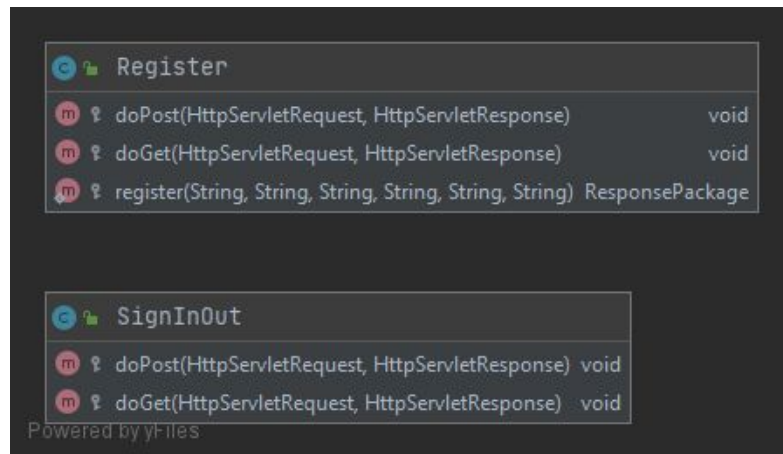 Register
doPost(HttpServletRequest, HttpServletResponse) void
doGet(HttpServletRequest, HttpServletResponse) void
register(String, String, String, String, String, String) ResponsePackage
SignInOut
doPost(HttpServletRequest, HttpServletResponse) void
doGet(HttpServletRequest, HttpServletResponse) void
Powered by yFiles